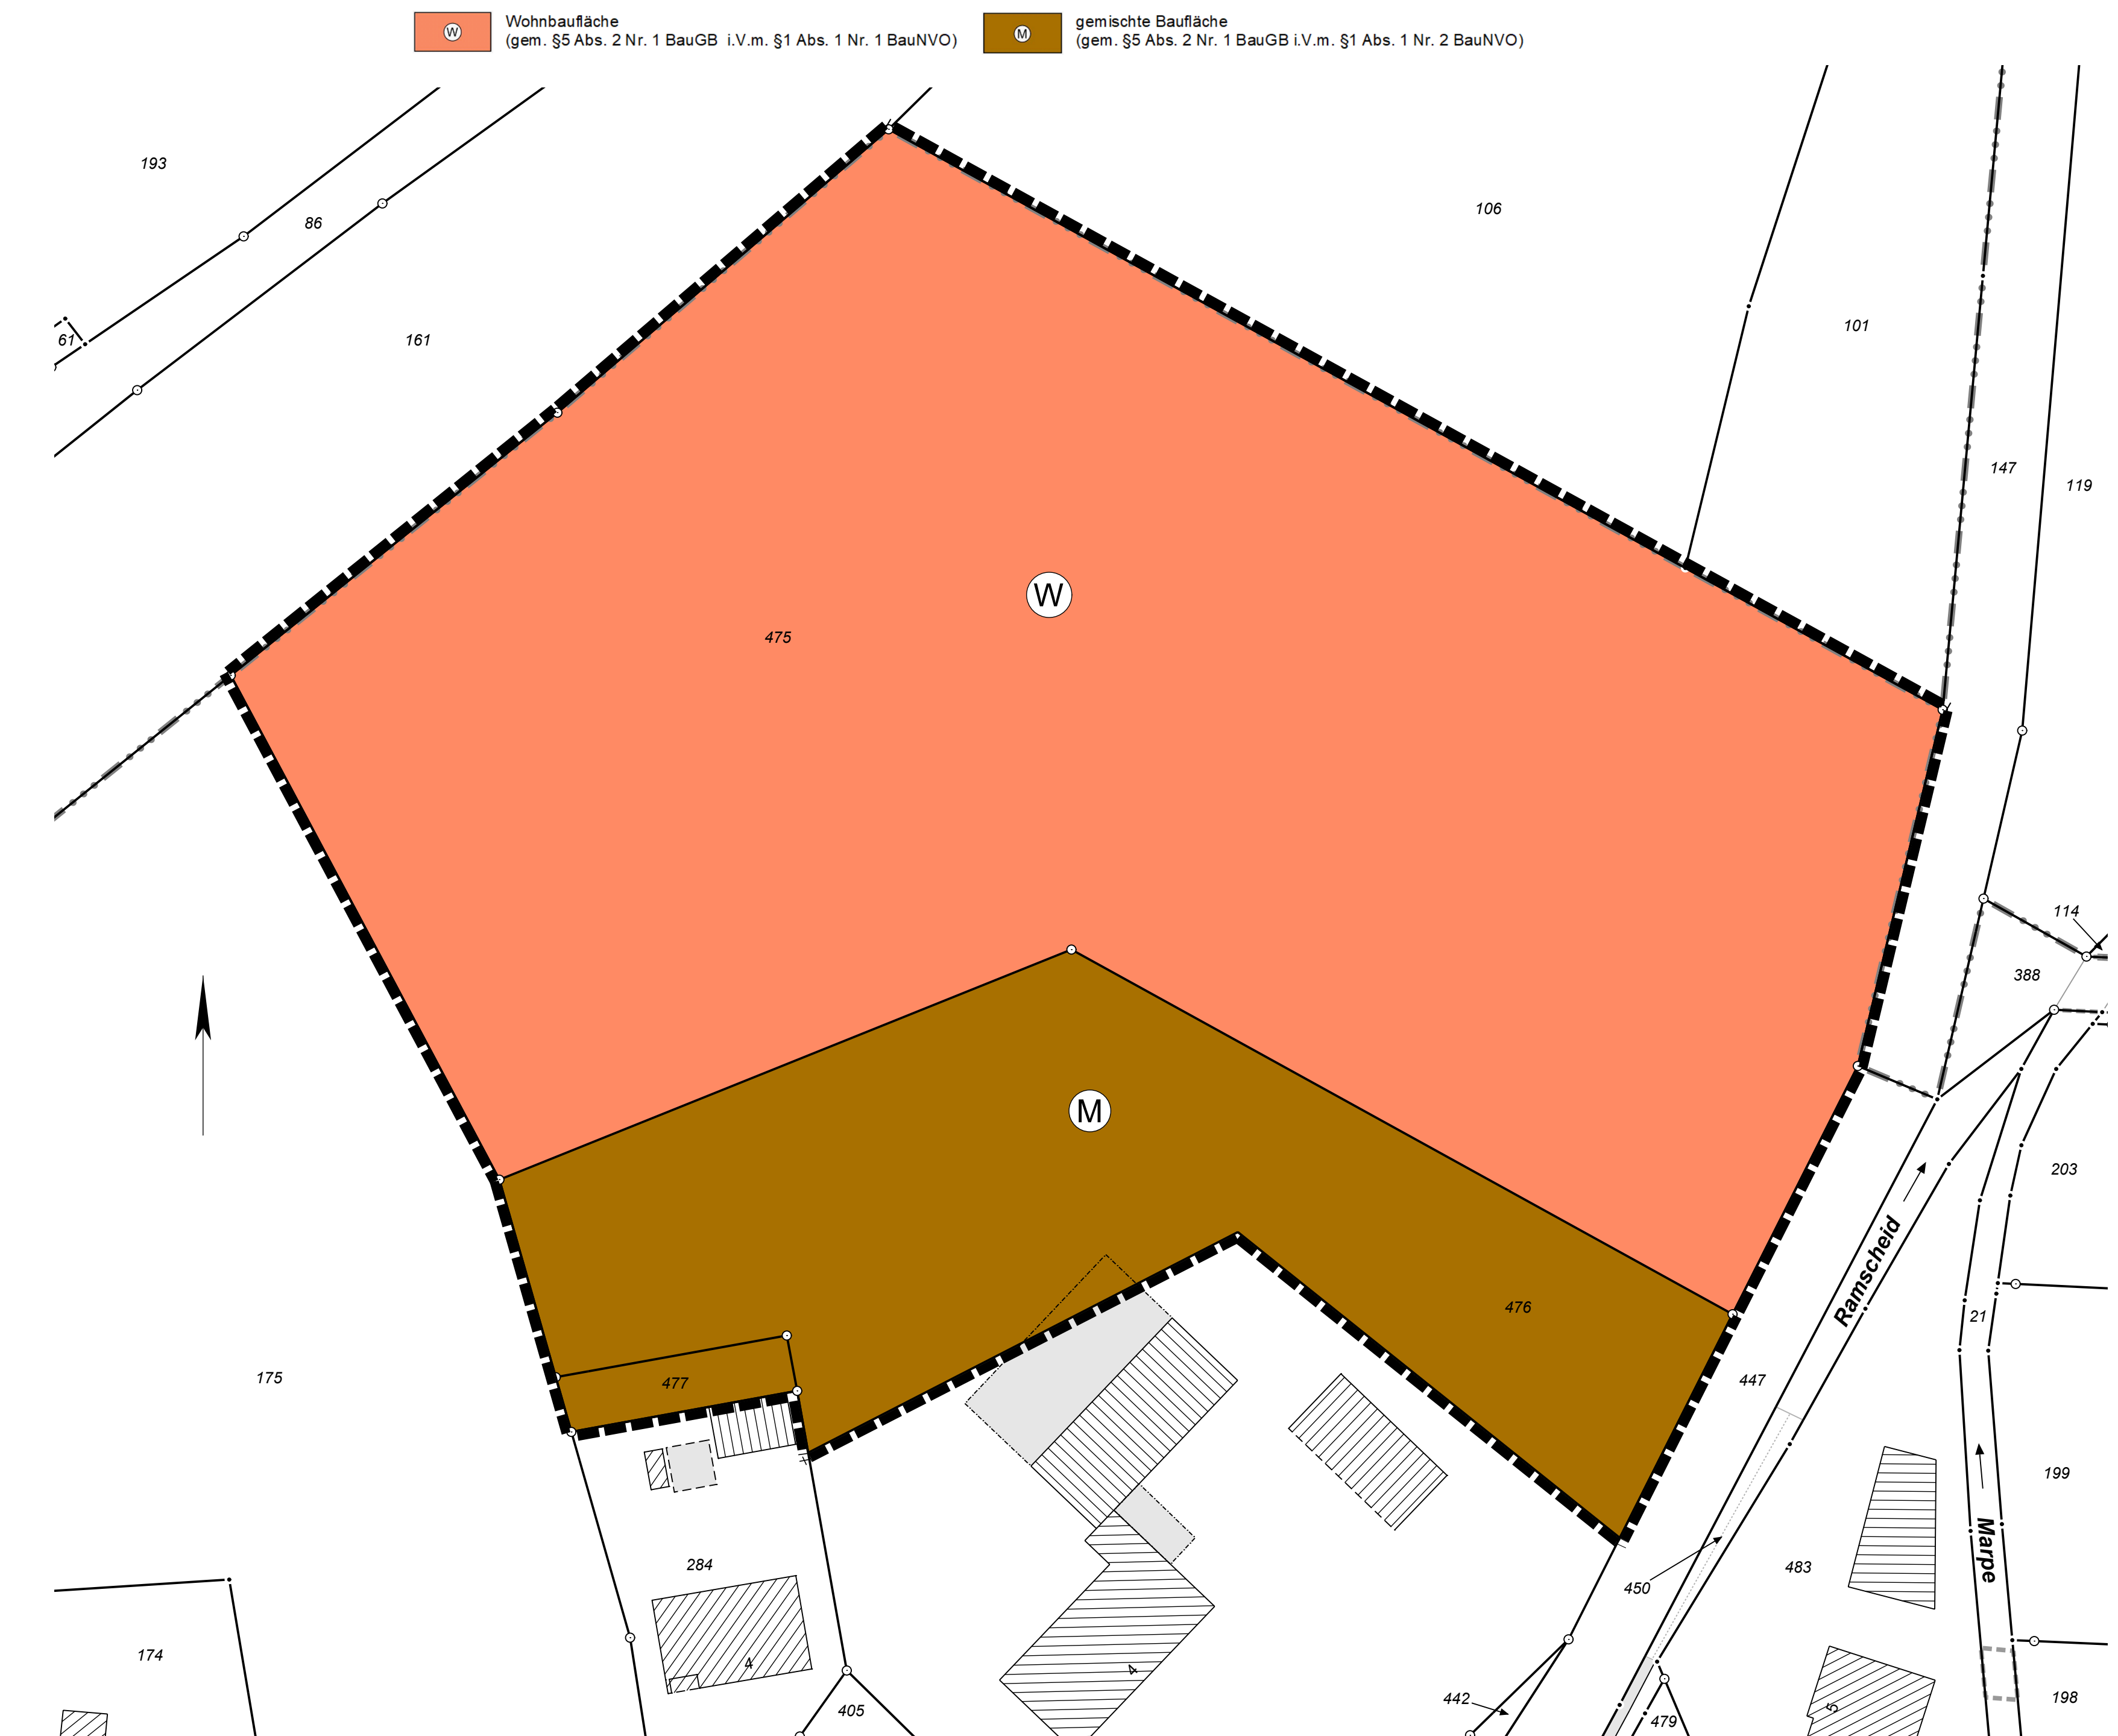 W
Wohnbaufläche
(gem. §5 Abs. 2 Nr. 1 BauGB i.V.m. §1 Abs. 1 Nr. 1 BauNVO)
M
gemischte Baufläche
(gem. §5 Abs. 2 Nr. 1 BauGB i.V.m. §1 Abs. 1 Nr. 2 BauNVO)
193
86
106
61
161
101
147
119
W
475
114
388
M
203
Ramscheid
476
21
175
477
447
199
Marpe
284
483
450
174
4
4
442
405
5
479
198